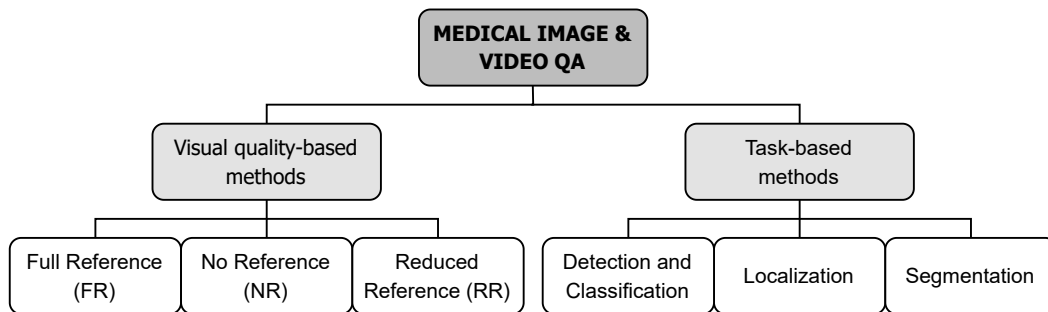 MEDICAL IMAGE &
VIDEO QA
Visual quality-based
methods
Task-based
methods
Full Reference
(FR)
No Reference
(NR)
Reduced
Reference (RR)
Detection and
Classification
Localization
Segmentation